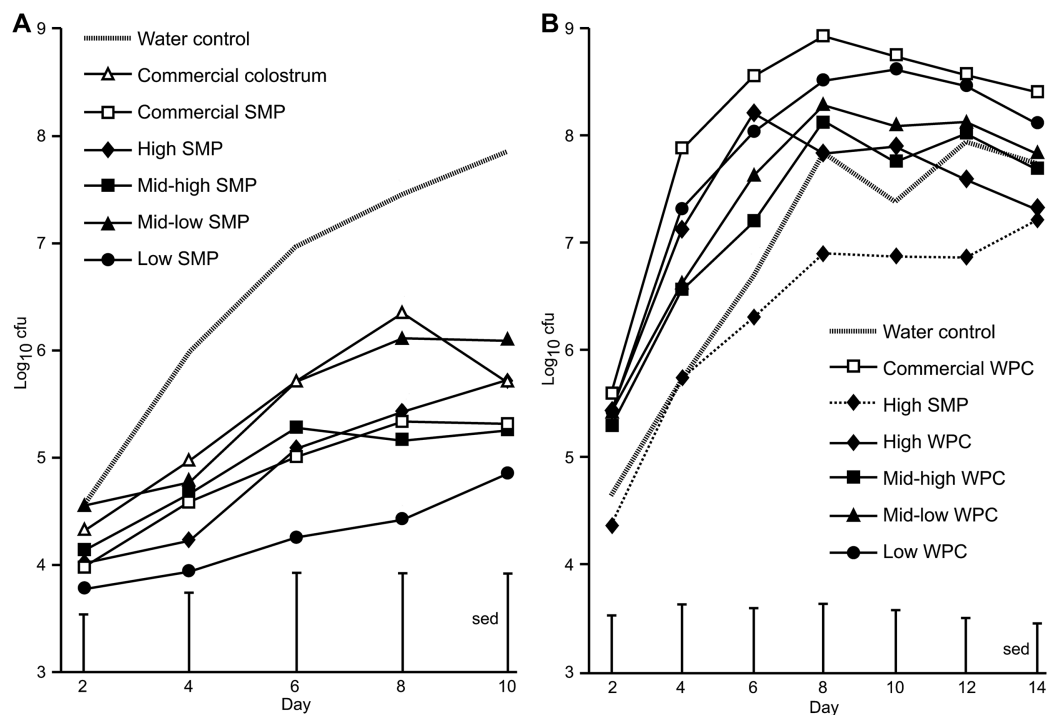 A
Water control
Commercial colostrum
Commercial SMP
High SMP
Mid-high SMP
Mid-low SMP
Low SMP
9
8
7
6
5
4
3
Log10 cfu
sed
2
4
6
8
10
Day
B
9
8
7
6
5
4
3
Log10 cfu
Water control
Commercial WPC
High SMP
High WPC
Mid-high WPC
Mid-low WPC
Low WPC
sed
2
4
6
8
10
12
14
Day